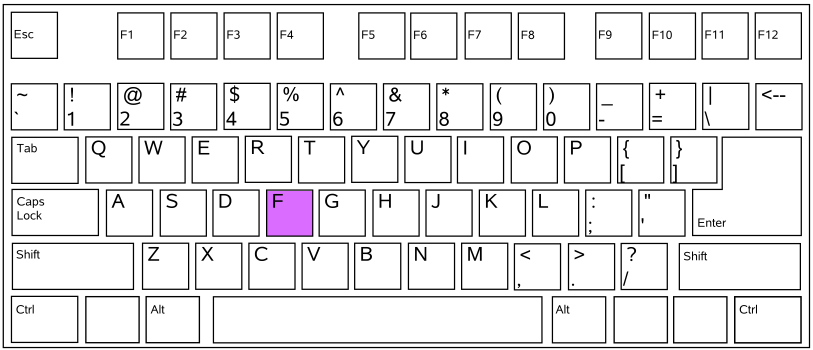 Esc F1 F2 F3 F4 F5 F6 F7 F8 F9 F10 F11 F12
~ ! @ # $ % ^ & * ( ) _ + | <--
` 1 2 3 4 5 6 7 8 9 0 - = \
Tab Q W E R T Y U I O P { }
[ ]
Caps A S D F G H J K L : "
Lock ; ' Enter
Shift Z X C V B N M < > ? Shift
, . /
Ctrl Alt Alt Ctrl